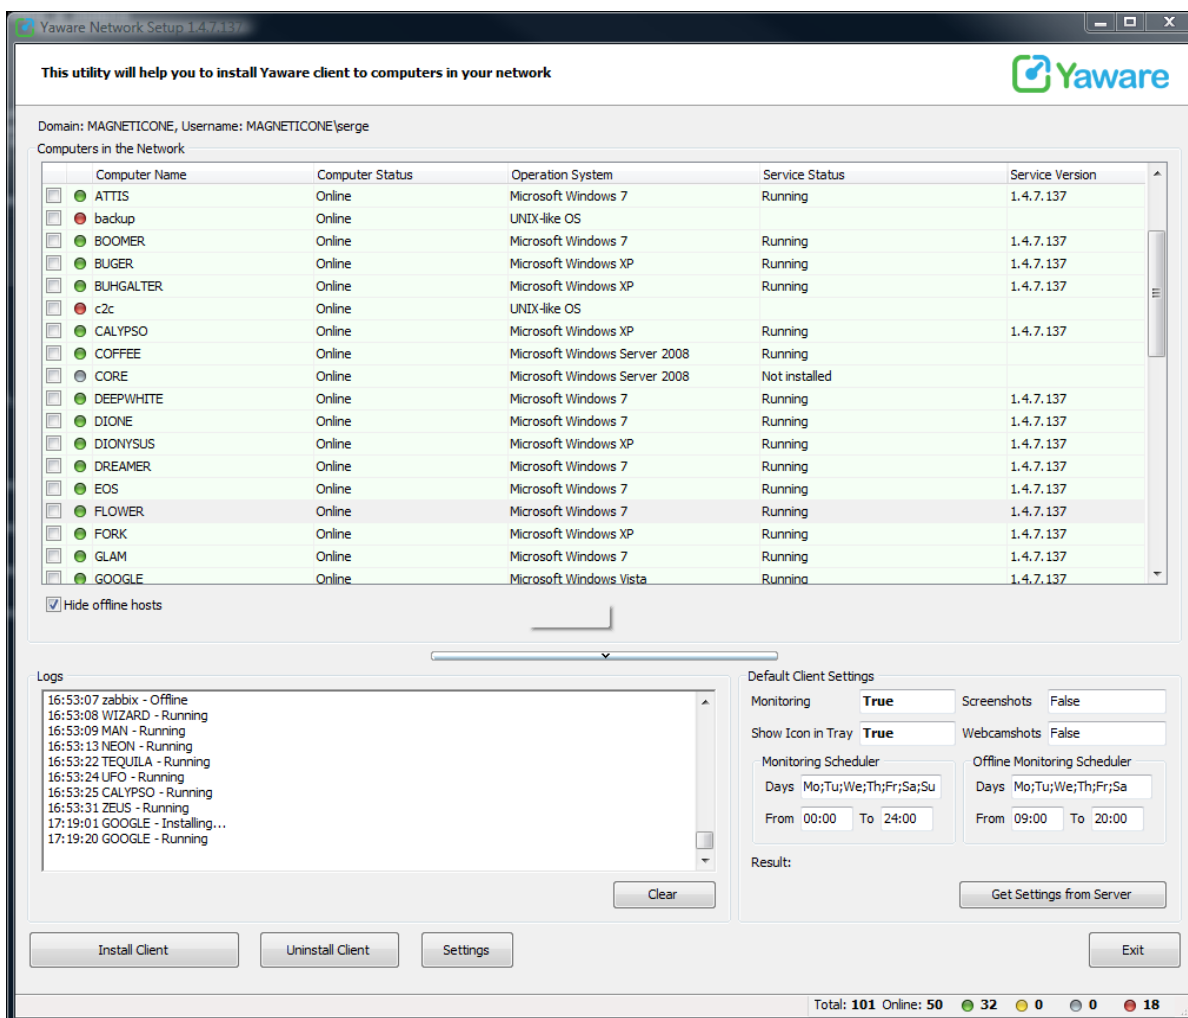 Yaware Network Setup 1.4.7.137
This utility will help you to install Yaware client to computers in your network
Yaware
Domain: MAGNETICONE, Username: MAGNETICONE\serge
Computers in the Network
Computer Name Computer Status Operation System Service Status Service Version
ATTIS Online Microsoft Windows 7 Running 1.4.7.137
backup Online UNIX-like OS
BOOMER Online Microsoft Windows 7 Running 1.4.7.137
BUGER Online Microsoft Windows XP Running 1.4.7.137
BUHGALTER Online Microsoft Windows XP Running 1.4.7.137
c2c Online UNIX-like OS
CALYPSO Online Microsoft Windows XP Running 1.4.7.137
COFFEE Online Microsoft Windows Server 2008 Running
CORE Online Microsoft Windows Server 2008 Not installed
DEEPWHITE Online Microsoft Windows 7 Running 1.4.7.137
DIONE Online Microsoft Windows 7 Running 1.4.7.137
DIONYSUS Online Microsoft Windows XP Running 1.4.7.137
DREAMER Online Microsoft Windows 7 Running 1.4.7.137
EOS Online Microsoft Windows 7 Running 1.4.7.137
FLOWER Online Microsoft Windows 7 Running 1.4.7.137
FORK Online Microsoft Windows XP Running 1.4.7.137
GLAM Online Microsoft Windows 7 Running 1.4.7.137
GOOGLE Online Microsoft Windows Vista Running 1.4.7.137
Hide offline hosts
Logs
16:53:07 zabbix - Offline
16:53:08 WIZARD - Running
16:53:09 MAN - Running
16:53:13 NEON - Running
16:53:22 TEQUILA - Running
16:53:24 UFO - Running
16:53:25 CALYPSO - Running
16:53:31 ZEUS - Running
17:19:01 GOOGLE - Installing...
17:19:20 GOOGLE - Running
Clear
Default Client Settings
Monitoring True Screenshots False
Show Icon in Tray True Webcamshots False
Monitoring Scheduler Offline Monitoring Scheduler
Days Mo;Tu;We;Th;Fr;Sa;Su Days Mo;Tu;We;Th;Fr;Sa
From 00:00 To 24:00 From 09:00 To 20:00
Result:
Get Settings from Server
Install Client Uninstall Client Settings Exit
Total: 101 Online: 50 32 0 0 18